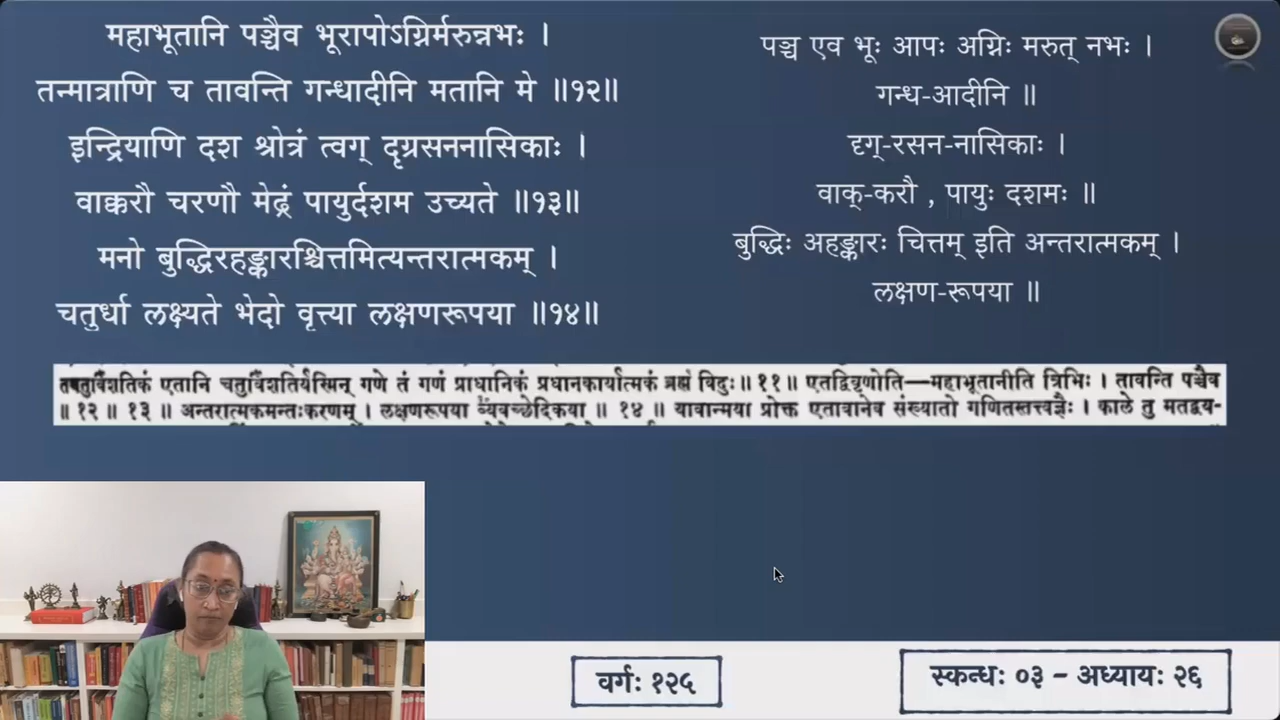 महाभूतानि पञ्चैव भूरापोऽग्निर्मरुन्नभः ।
तन्मात्राणि च तावन्ति गन्धादीनि मतानि मे ॥१२॥
इन्द्रियाणि दश श्रोत्रं त्वग् दृग्रसननासिकाः ।
वाक्करौ चरणौ मेढ्रं पायुर्दशम उच्यते ॥१३॥
मनो बुद्धिरहङ्कारश्चित्तमित्यन्तरात्मकम् ।
चतुर्धा लक्ष्यते भेदो वृत्त्या लक्षणरूपया ॥१४॥
पञ्च एव भूः आपः अग्निः मरुत् नभः ।
गन्ध-आदीनि ॥
दृग्-रसन-नासिकाः ।
वाक्-करौ , पायुः दशमः ॥
बुद्धिः अहङ्कारः चित्तम् इति अन्तरात्मकम् ।
लक्षण-रूपया ॥
एतानि चतुर्विंशतिर्यस्मिन् गणे तं गणं प्राधानिकं प्रधानकार्यात्मकं ब्रह्म विदुः ॥ ११ ॥ एतद्विवृणोति—महाभूतानीति त्रिभिः । तावन्ति पञ्चैव
॥ १२ ॥ १३ ॥ अन्तरात्मकमन्तःकरणम् । लक्षणरूपया व्यवच्छेदिकया ॥ १४ ॥ यावान्मया प्रोक्त एतावानेव संख्यातो गणितस्तत्त्वज्ञैः । काले तु मतद्वय-
वर्गः १२५
स्कन्धः ०३ - अध्यायः २६